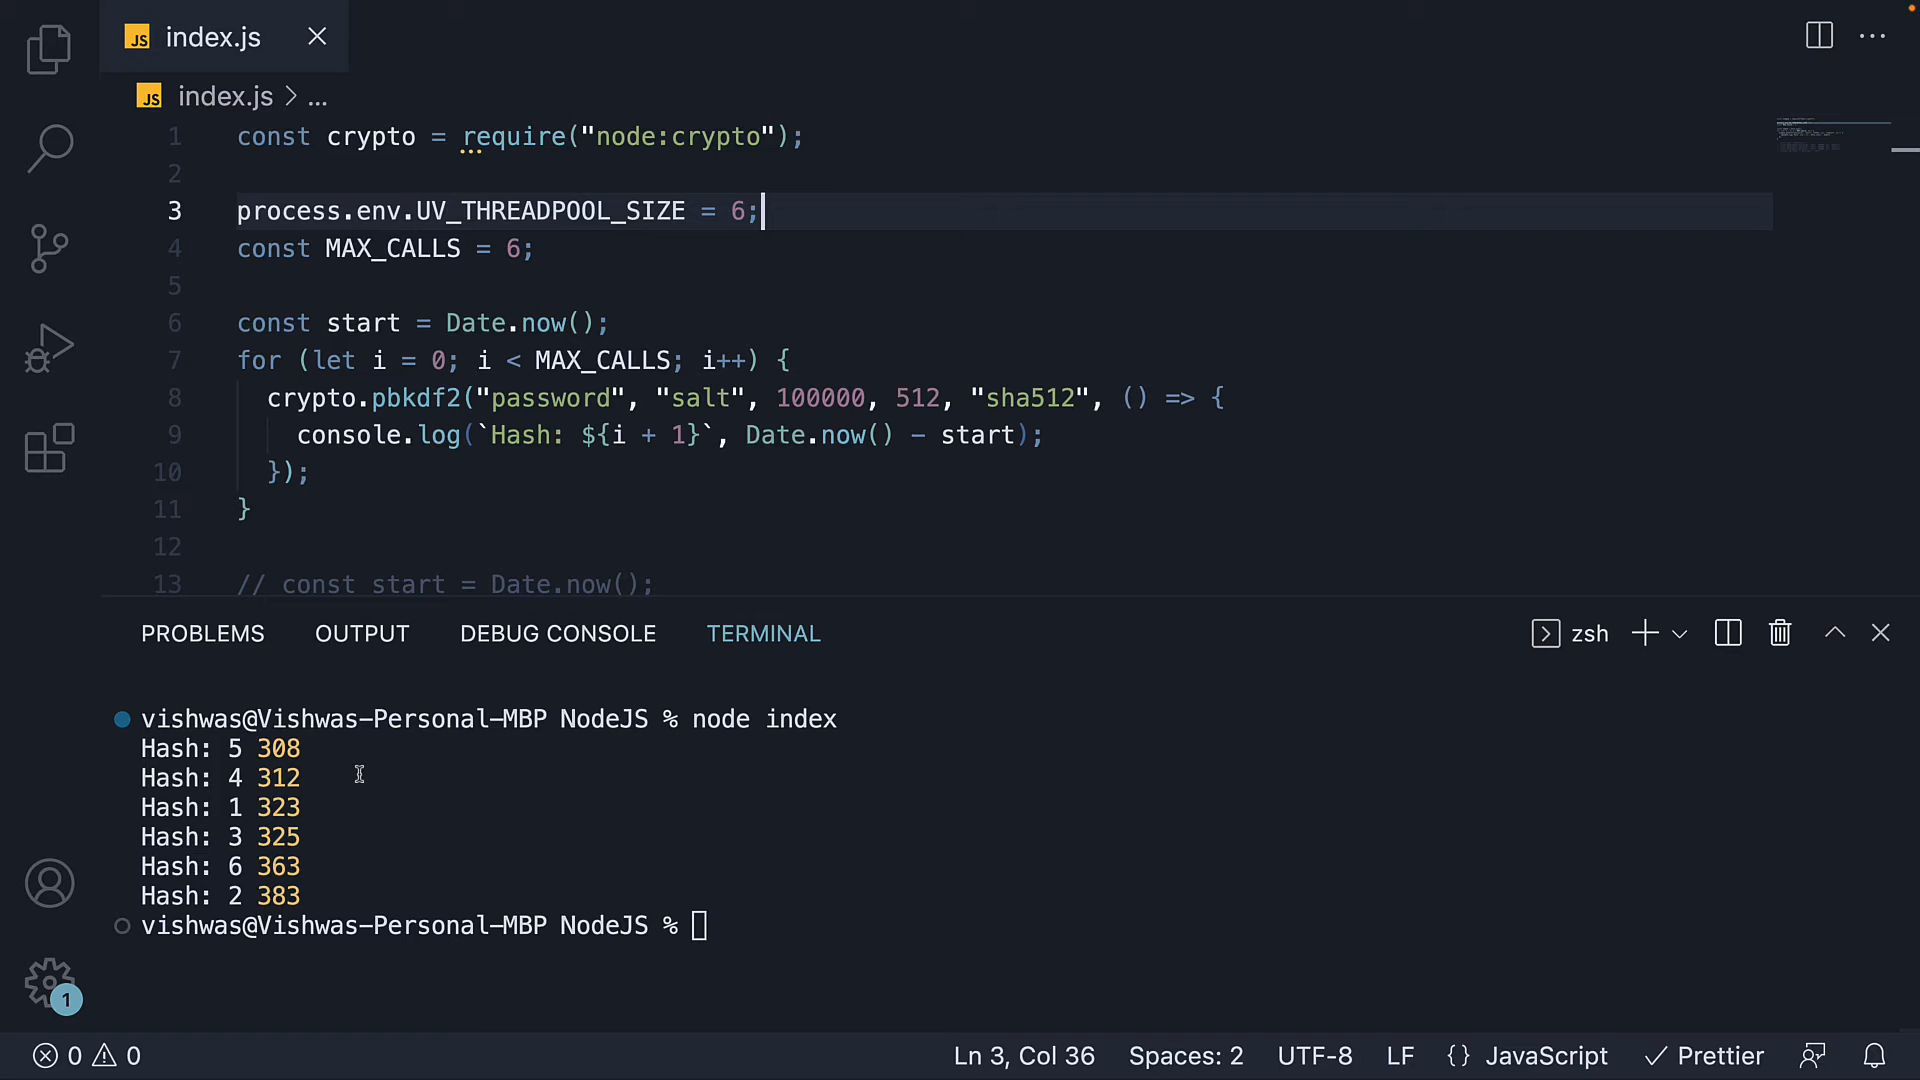 JS index.js
JS index.js > ...
1 const crypto = require("node:crypto");
2
3 process.env.UV_THREADPOOL_SIZE = 6;
4 const MAX_CALLS = 6;
5
6 const start = Date.now();
7 for (let i = 0; i < MAX_CALLS; i++) {
8 crypto.pbkdf2("password", "salt", 100000, 512, "sha512", () => {
9 console.log(`Hash: ${i + 1}`, Date.now() - start);
10 });
11 }
12
13 // const start = Date.now();
PROBLEMS OUTPUT DEBUG CONSOLE TERMINAL zsh
vishwas@Vishwas-Personal-MBP NodeJS % node index
Hash: 5 308
Hash: 4 312
Hash: 1 323
Hash: 3 325
Hash: 6 363
Hash: 2 383
vishwas@Vishwas-Personal-MBP NodeJS %
1
0 0 Ln 3, Col 36 Spaces: 2 UTF-8 LF {} JavaScript Prettier